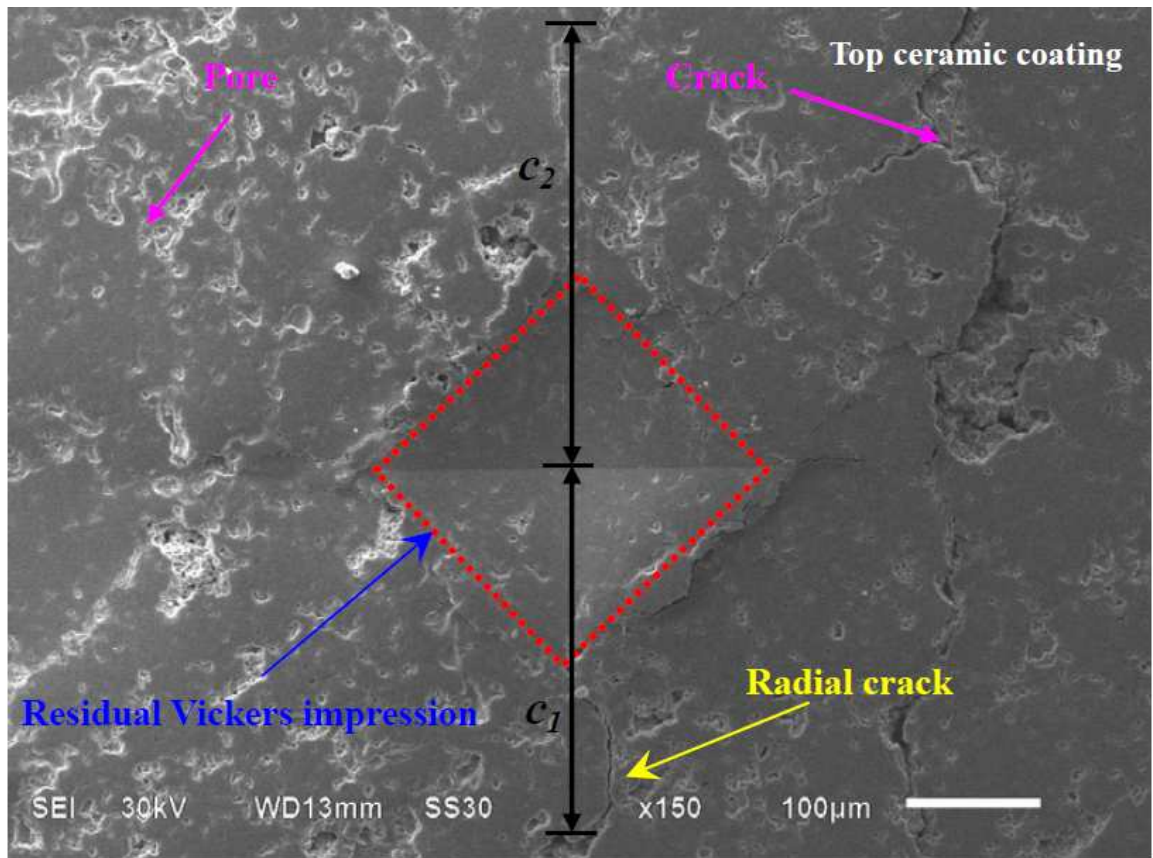 Top ceramic coating
Pore
Crack
c2
Radial crack
Residual Vickers impression
c1
SEI 30kV WD13mm SS30 x150 100µm